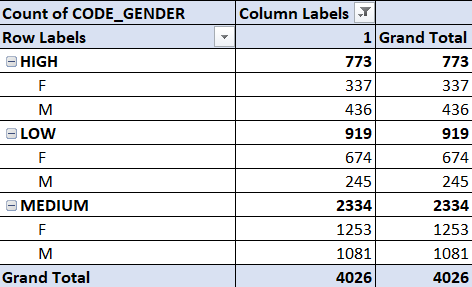 Count of CODE_GENDER Column Labels
Row Labels 1 Grand Total
HIGH 773 773
F 337 337
M 436 436
LOW 919 919
F 674 674
M 245 245
MEDIUM 2334 2334
F 1253 1253
M 1081 1081
Grand Total 4026 4026